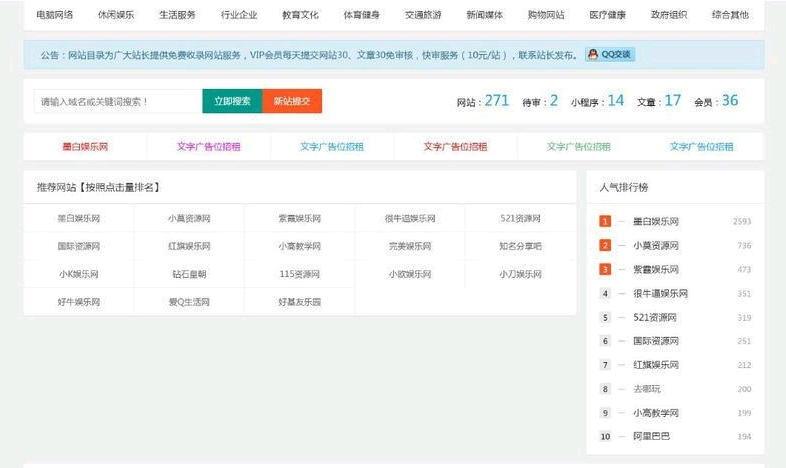 电脑网络 休闲娱乐 生活服务 行业企业 教育文化 体育健身 交通旅游 新闻媒体 购物网站 医疗健康 政府组织 综合其他
公告：网站目录为广大站长提供免费收录网站服务，VIP会员每天提交网站30、文章30免审核，快审服务（10元/站），联系站长发布。 QQ交谈
请输入域名或关键词搜索！ 立即搜索 新站提交 网站：271 待审：2 小程序：14 文章：17 会员：36
墨白娱乐网 文字广告位招租 文字广告位招租 文字广告位招租 文字广告位招租 文字广告位招租
推荐网站【按照点击量排名】
墨白娱乐网 小莫资源网 紫霞娱乐网 很牛逼娱乐网 521资源网
国际资源网 红旗娱乐网 小高教学网 完美娱乐网 知名分享吧
小K娱乐网 钻石皇朝 115资源网 小欲娱乐网 小刀娱乐网
好牛娱乐网 爱Q生活网 好基友乐园
人气排行榜
1 墨白娱乐网 2593
2 小莫资源网 736
3 紫霞娱乐网 473
4 很牛逼娱乐网 351
5 521资源网 319
6 国际资源网 251
7 红旗娱乐网 212
8 去哪玩 200
9 小高教学网 199
10 阿里巴巴 194